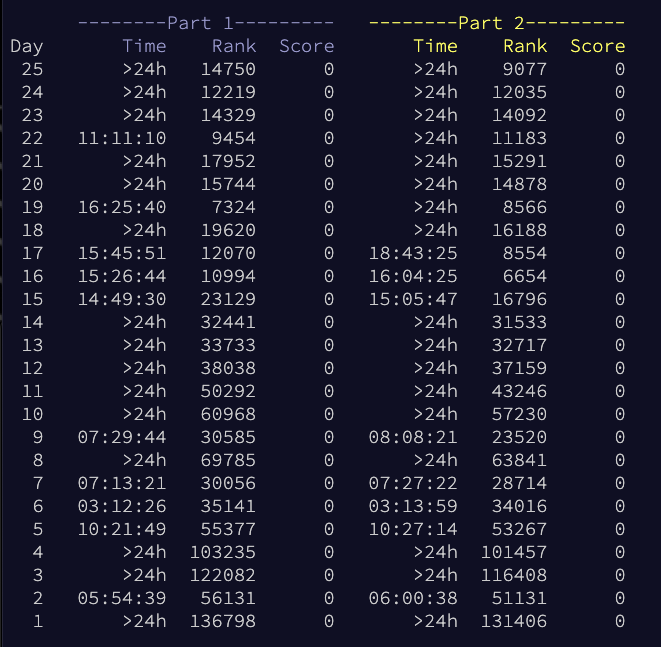 --------Part 1--------- --------Part 2---------
Day Time Rank Score Time Rank Score
25 >24h 14750 0 >24h 9077 0
24 >24h 12219 0 >24h 12035 0
23 >24h 14329 0 >24h 14092 0
22 11:11:10 9454 0 >24h 11183 0
21 >24h 17952 0 >24h 15291 0
20 >24h 15744 0 >24h 14878 0
19 16:25:40 7324 0 >24h 8566 0
18 >24h 19620 0 >24h 16188 0
17 15:45:51 12070 0 18:43:25 8554 0
16 15:26:44 10994 0 16:04:25 6654 0
15 14:49:30 23129 0 15:05:47 16796 0
14 >24h 32441 0 >24h 31533 0
13 >24h 33733 0 >24h 32717 0
12 >24h 38038 0 >24h 37159 0
11 >24h 50292 0 >24h 43246 0
10 >24h 60968 0 >24h 57230 0
9 07:29:44 30585 0 08:08:21 23520 0
8 >24h 69785 0 >24h 63841 0
7 07:13:21 30056 0 07:27:22 28714 0
6 03:12:26 35141 0 03:13:59 34016 0
5 10:21:49 55377 0 10:27:14 53267 0
4 >24h 103235 0 >24h 101457 0
3 >24h 122082 0 >24h 116408 0
2 05:54:39 56131 0 06:00:38 51131 0
1 >24h 136798 0 >24h 131406 0